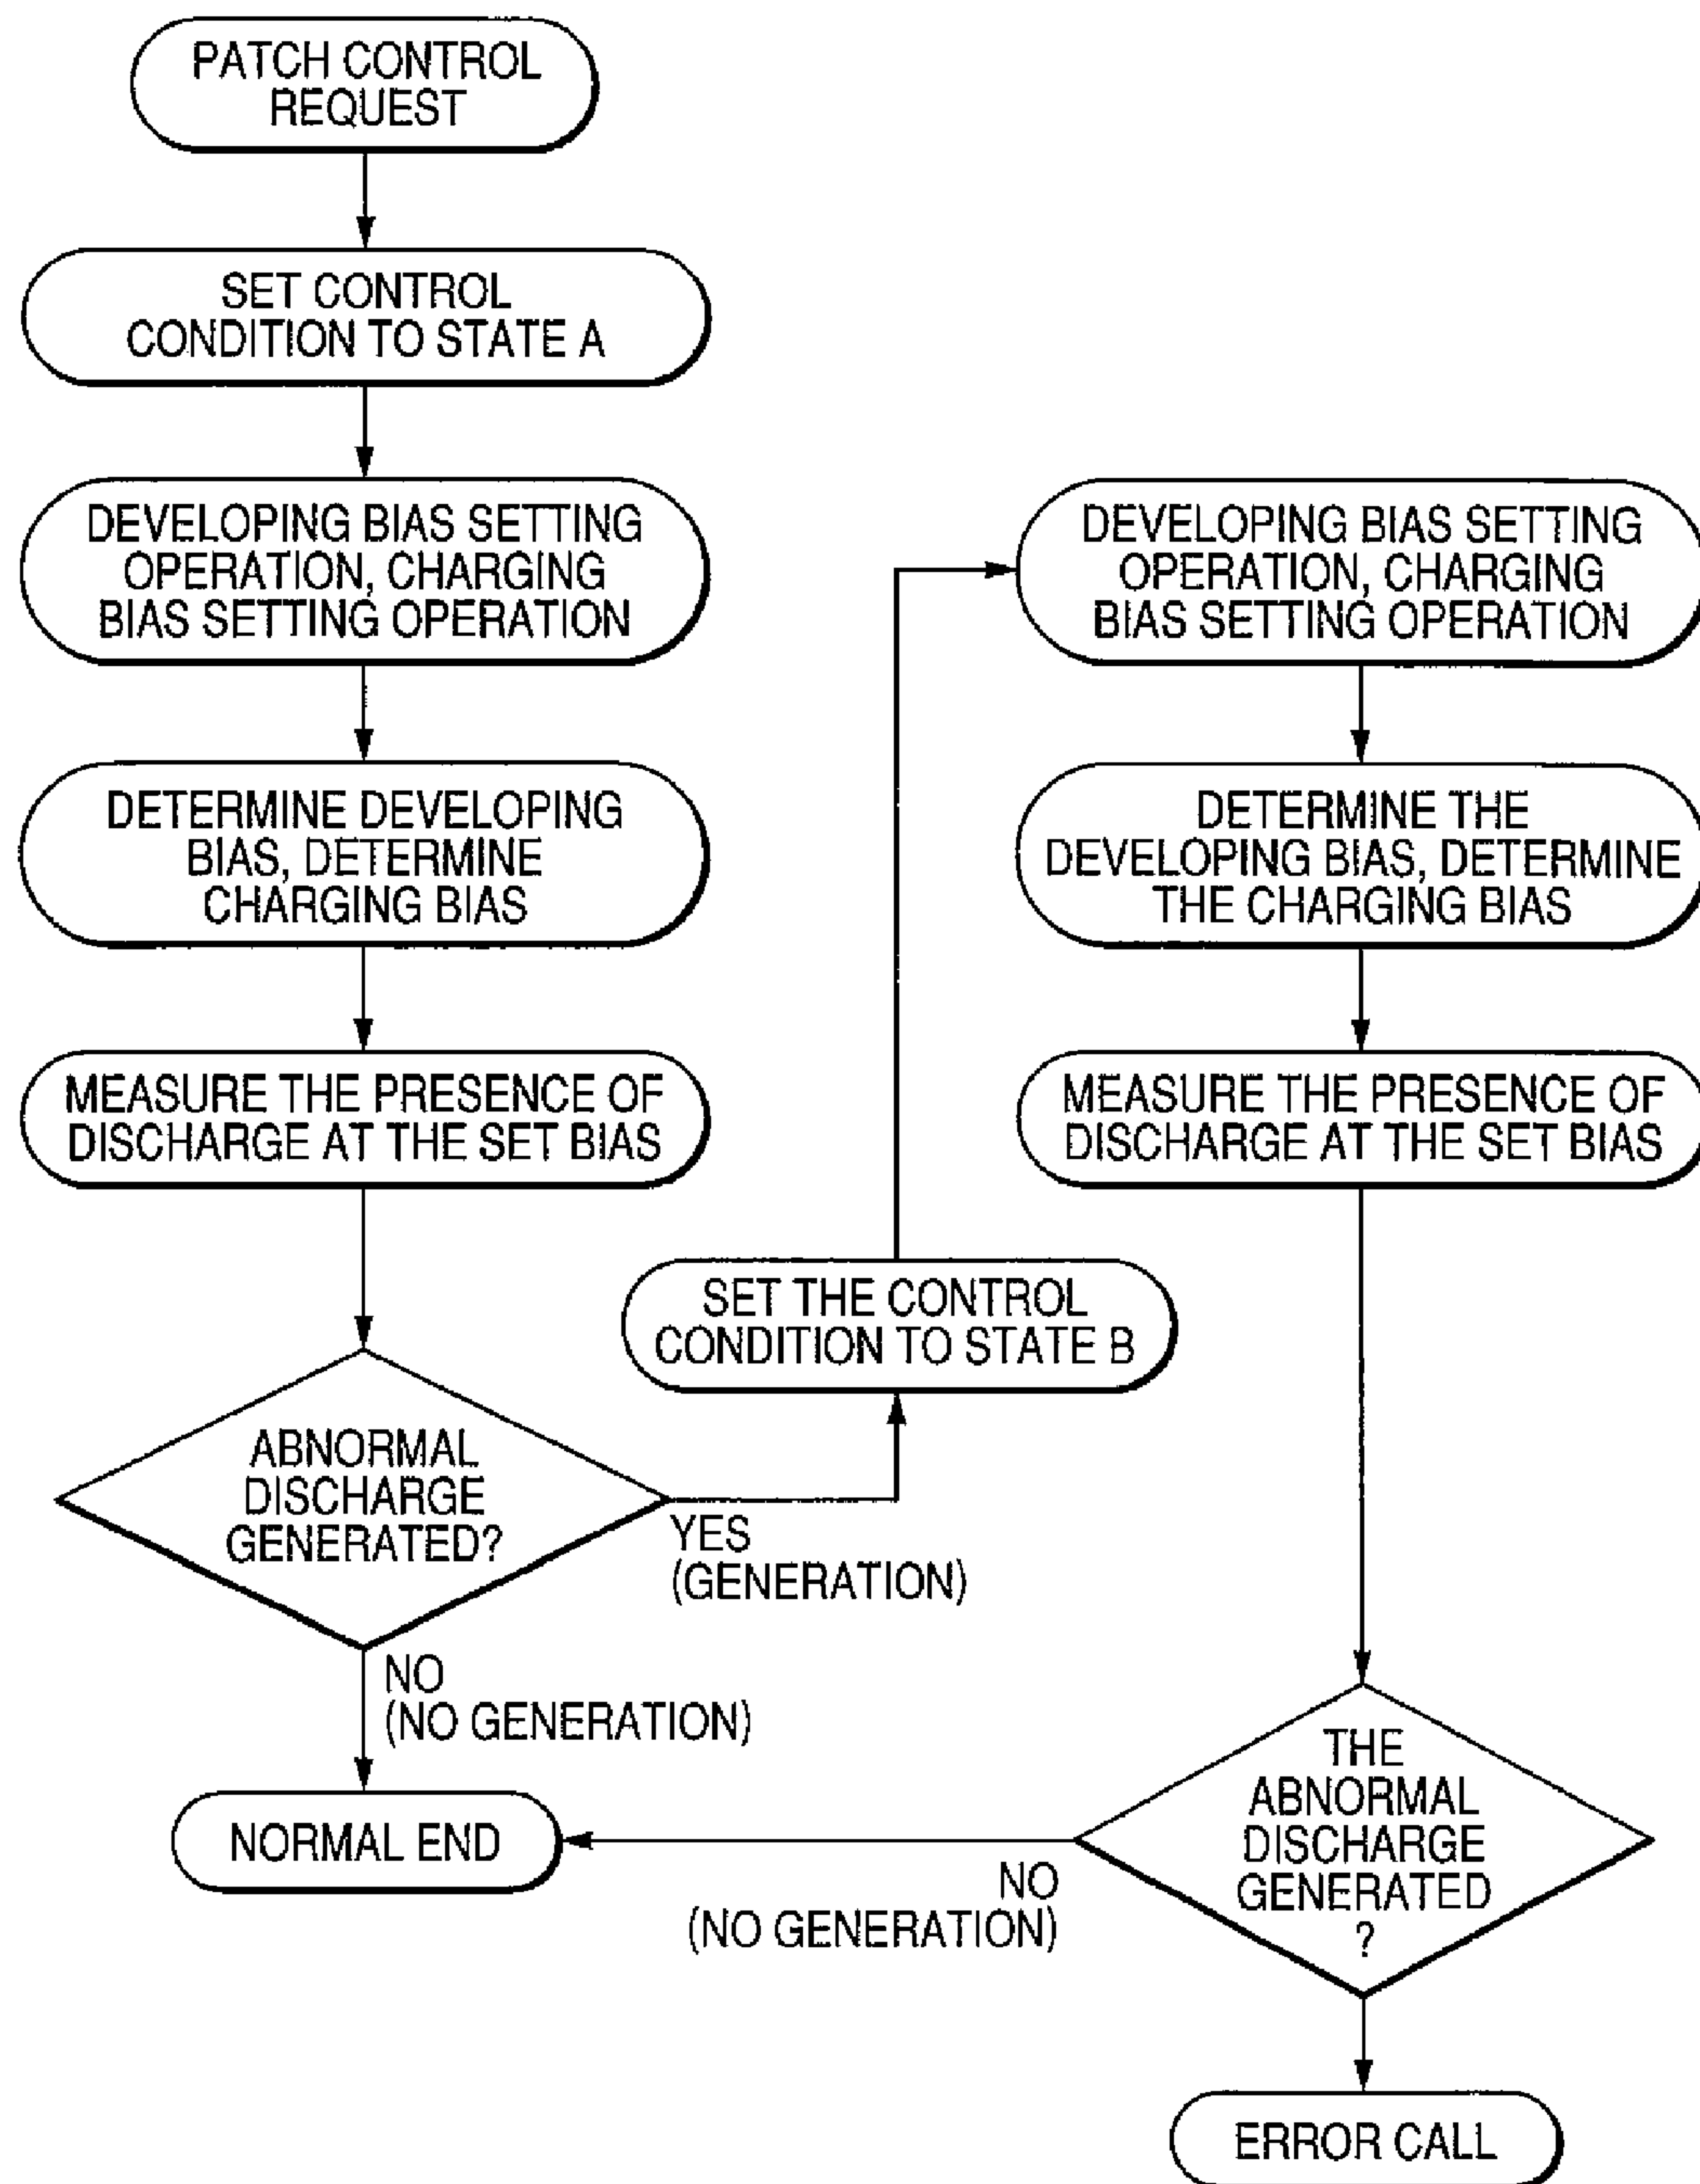 PATCH CONTROL
REQUEST
SET CONTROL
CONDITION TO STATE A
DEVELOPING BIAS SETTING
OPERATION, CHARGING
BIAS SETTING OPERATION
DETERMINE DEVELOPING
BIAS, DETERMINE
CHARGING BIAS
MEASURE THE PRESENCE OF
DISCHARGE AT THE SET BIAS
ABNORMAL
DISCHARGE
GENERATED?
YES
(GENERATION)
NO
(NO GENERATION)
NORMAL END
SET THE CONTROL
CONDITION TO STATE B
DEVELOPING BIAS SETTING
OPERATION, CHARGING
BIAS SETTING OPERATION
DETERMINE THE
DEVELOPING BIAS, DETERMINE
THE CHARGING BIAS
MEASURE THE PRESENCE OF
DISCHARGE AT THE SET BIAS
THE
ABNORMAL
DISCHARGE
GENERATED
?
NO
(NO GENERATION)
ERROR CALL